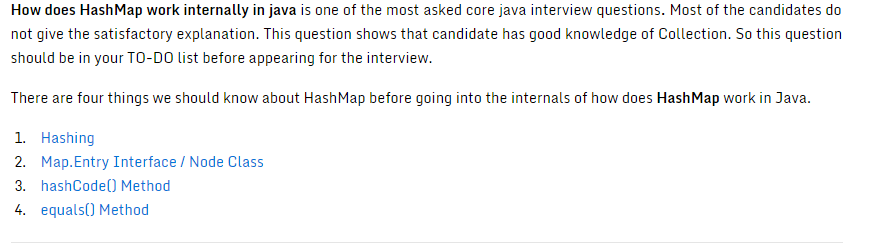 How does HashMap work internally in java is one of the most asked core java interview questions. Most of the candidates do
not give the satisfactory explanation. This question shows that candidate has good knowledge of Collection. So this question
should be in your TO-DO list before appearing for the interview.
There are four things we should know about HashMap before going into the internals of how does HashMap work in Java.
1. Hashing
2. Map.Entry Interface / Node Class
3. hashCode() Method
4. equals() Method